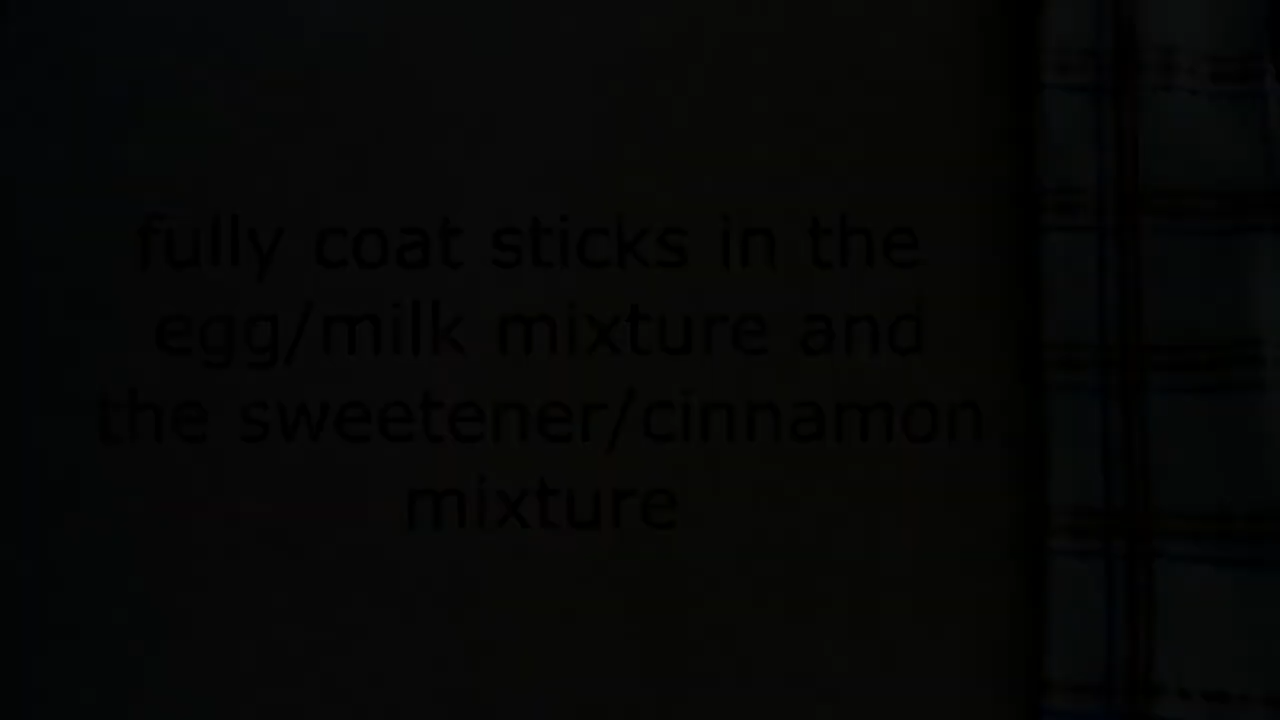 fully coat sticks in the
egg/milk mixture and
the sweetener/cinnamon
mixture